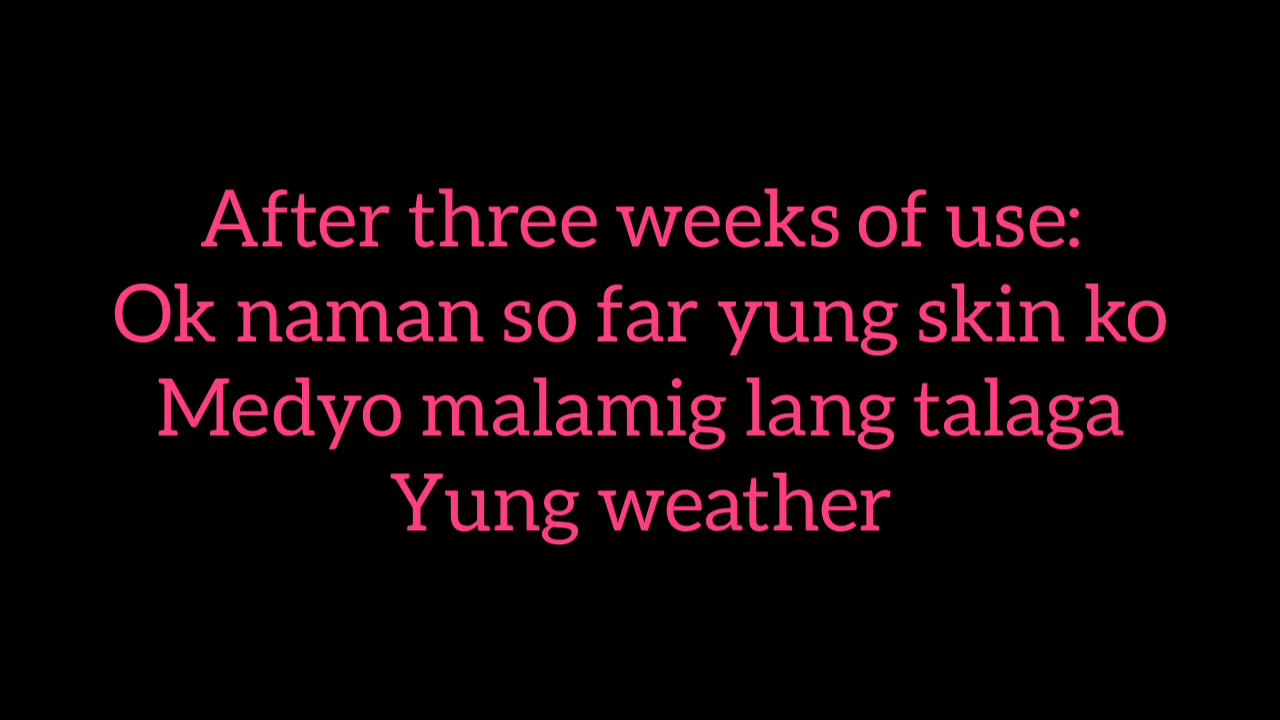 After three weeks of use:
Ok naman so far yung skin ko
Medyo malamig lang talaga
Yung weather